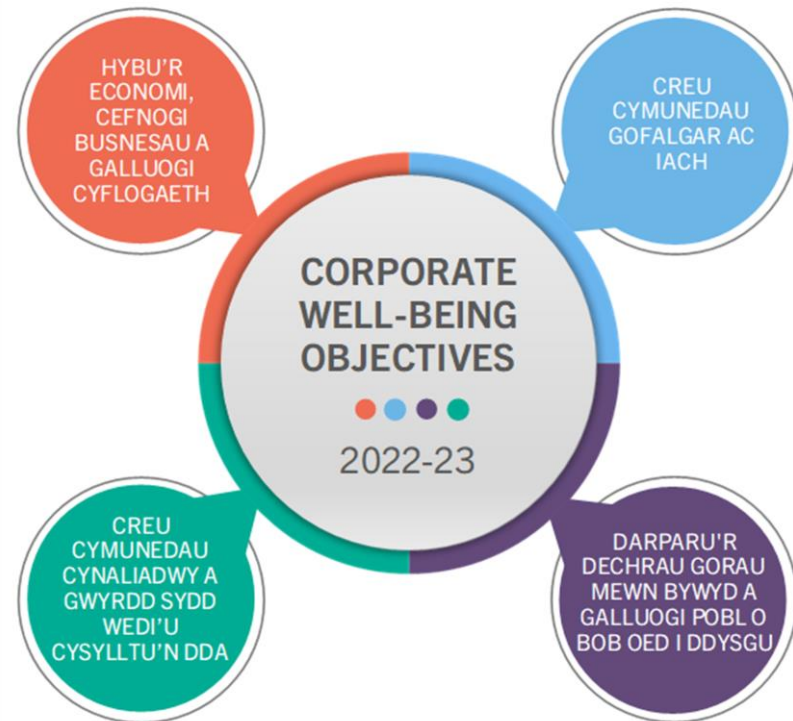 HYBU'R
ECONOMI,
CEFNOGI
BUSNESAU A
GALLUOGI
CYFLOGAETH
CREU
CYMUNEDAU
GOFALGAR AC
IACH
CORPORATE
WELL-BEING
OBJECTIVES
2022-23
CREU
CYMUNEDAU
CYNALIADWY A
GWYRDD SYDD
WEDI'U
CYSYLLTU'N DDA
DARPARU'R
DECHRAU GORAU
MEWN BYWYD A
GALLUOGI POBL O
BOB OED I DDYSGU